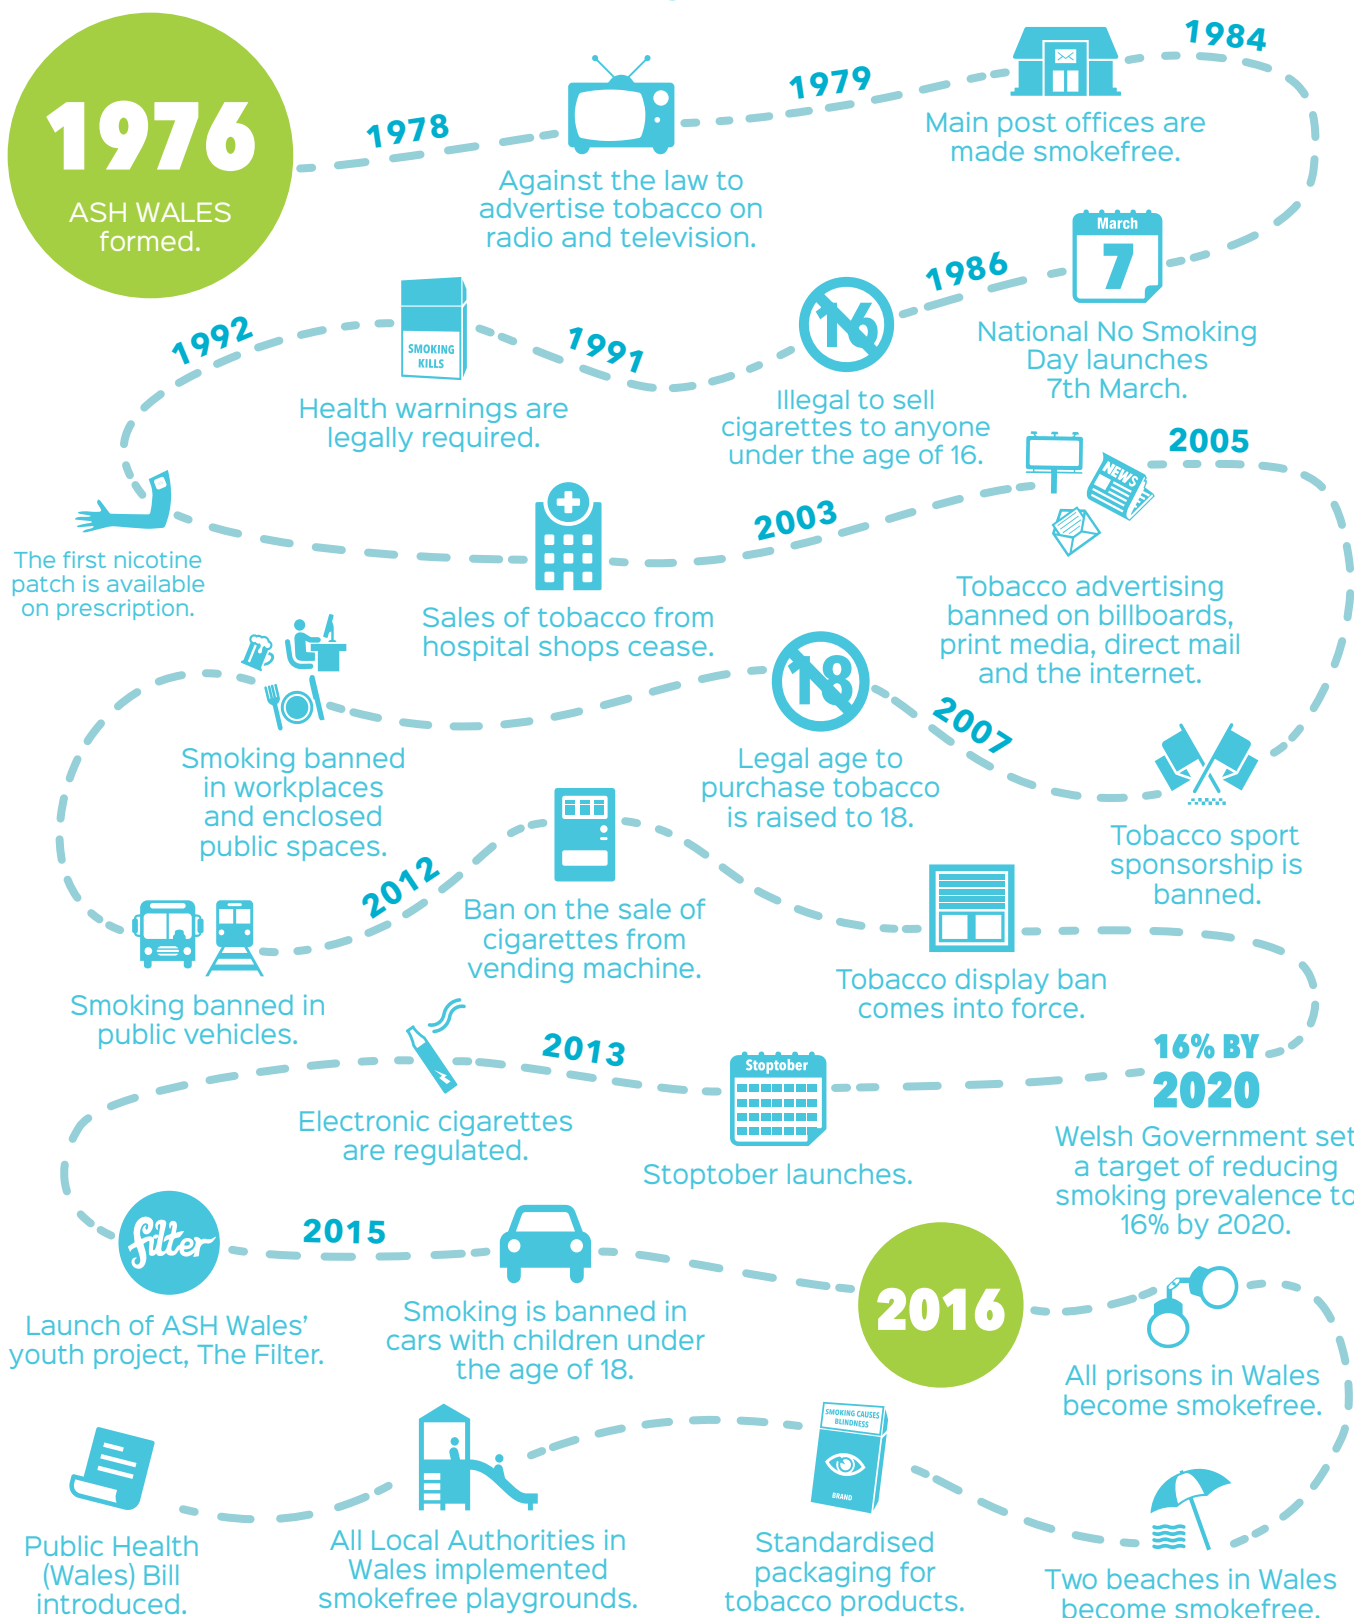 1976
ASH WALES
formed.
1978
Against the law to
advertise tobacco on
radio and television.
1979
Main post offices are
made smokefree.
1984
March
7
National No Smoking
Day launches
7th March.
1986
16
Illegal to sell
cigarettes to anyone
under the age of 16.
1991
SMOKING
KILLS
Health warnings are
legally required.
1992
The first nicotine
patch is available
on prescription.
Sales of tobacco from
hospital shops cease.
2003
NEWS
Tobacco advertising
banned on billboards,
print media, direct mail
and the internet.
2005
Tobacco sport
sponsorship is
banned.
2007
18
Legal age to
purchase tobacco
is raised to 18.
Smoking banned
in workplaces
and enclosed
public spaces.
Smoking banned in
public vehicles.
2012
Ban on the sale of
cigarettes from
vending machine.
Tobacco display ban
comes into force.
16% BY
2020
Welsh Government set
a target of reducing
smoking prevalence to
16% by 2020.
Stoptober
Stoptober launches.
2013
Electronic cigarettes
are regulated.
filter
Launch of ASH Wales’
youth project, The Filter.
2015
Smoking is banned in
cars with children under
the age of 18.
2016
All prisons in Wales
become smokefree.
Two beaches in Wales
become smokefree.
SMOKING CAUSES
BLINDNESS
BRAND
Standardised
packaging for
tobacco products.
All Local Authorities in
Wales implemented
smokefree playgrounds.
Public Health
(Wales) Bill
introduced.